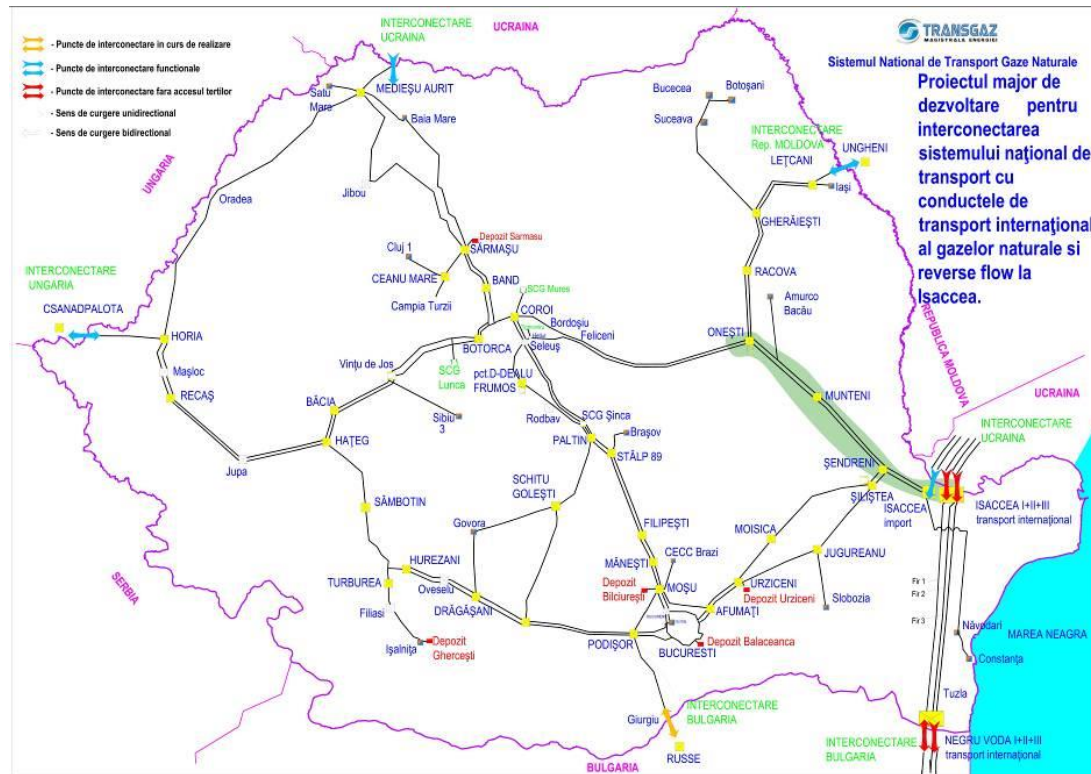 INTERCONECTARE
UCRAINA
UCRAINA
TRANSGAZ
MAGISTRALA ENERGIEI
- Puncte de interconectare in curs de realizare
- Puncte de interconectare functionale
- Puncte de interconectare fara accesul tertilor
- Sens de curgere unidirectional
- Sens de curgere bidirectional
Sistemul National de Transport Gaze Naturale
Proiectul major de
dezvoltare pentru
interconectarea
sistemului naţional de
transport cu
conductele de
transport internaţional
al gazelor naturale si
reverse flow la
Isaccea.
MEDIEŞU AURIT
Satu
Mare
Baia Mare
Bucecea
Botoşani
Suceava
INTERCONECTARE
Rep. MOLDOVA
UNGHENI
LEŢCANI
Iaşi
UNGARIA
Oradea
Jibou
GHERĂIEŞTI
Depozit Sarmasu
SĂRMAŞU
Cluj 1
CEANU MARE
BAND
Campia Turzii
RACOVA
Amurco
Bacău
INTERCONECTARE
UNGARIA
CSANADPALOTA
HORIA
SCG Mures
COROI
Bordoşiu
Feliceni
Seleuş
ONEŞTI
REPUBLICA MOLDOVA
BOTORCA
Maşloc
RECAŞ
Vinţu de Jos
SCG
Lunca
pct.D-DEALU
FRUMOS
BĂCIA
Sibiu
3
MUNTENI
UCRAINA
INTERCONECTARE
UCRAINA
Rodbav
SCG Şinca
PALTIN
Braşov
STÂLP 89
HAŢEG
Jupa
ŞENDRENI
ŞILIŞTEA
ISACCEA
import
ISACCEA I+II+III
transport international
SCHITU
GOLEŞTI
SÂMBOTIN
Govora
FILIPEŞTI
MOISICA
JUGUREANU
SERBIA
HUREZANI
MĂNEŞTI
CECC Brazi
TURBUREA
Oveselu
DRĂGĂŞANI
Depozit
Bilciureşti
MOŞU
URZICENI
Depozit Urziceni
AFUMAŢI
Slobozia
Fir 1
Fir 2
Fir 3
Filiasi
Işalniţa
Depozit
Gherceşti
PODIŞOR
BUCURESTI
Depozit Balaceanca
Năvodari
MAREA NEAGRA
Constanţa
Tuzla
Giurgiu
INTERCONECTARE
BULGARIA
RUSSE
BULGARIA
INTERCONECTARE
BULGARIA
NEGRU VODA I+II+III
transport international